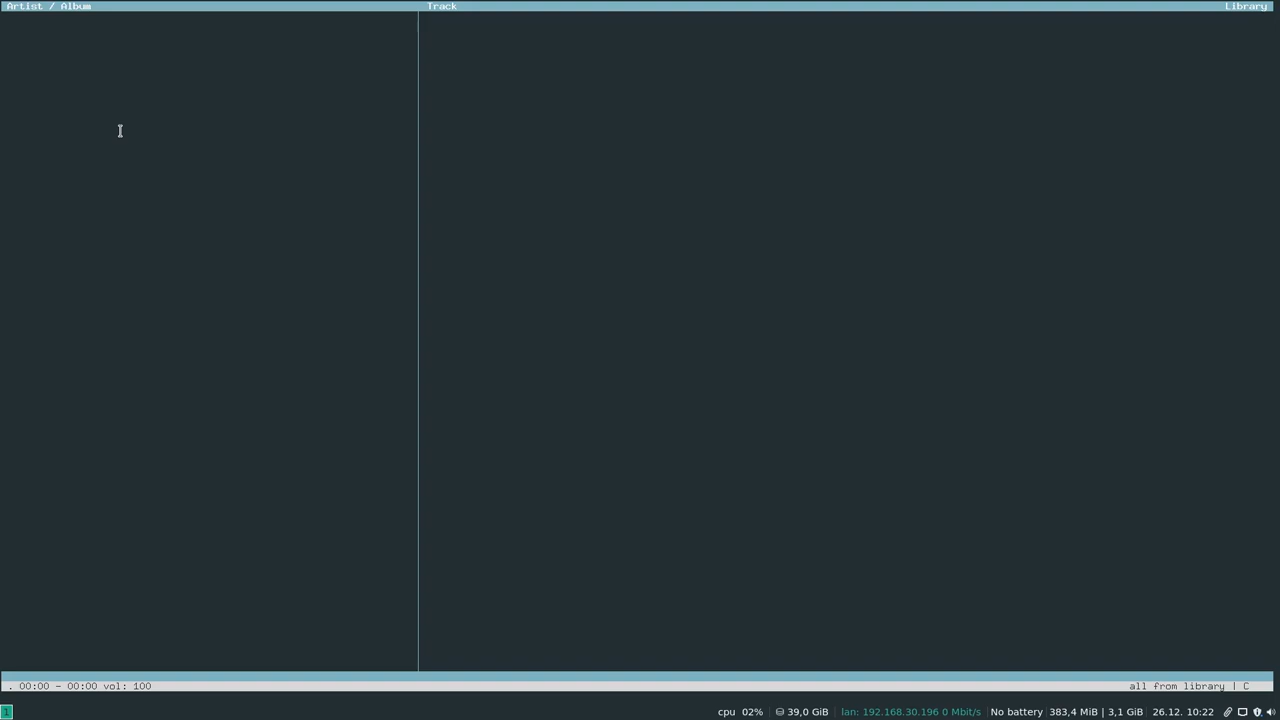 Artist / Album Track Library
. 00:00 - 00:00 vol: 100 all from library | C
1 cpu 02% 39,0 GiB lan: 192.168.30.196 0 Mbit/s No battery 383,4 MiB | 3,1 GiB 26.12. 10:22